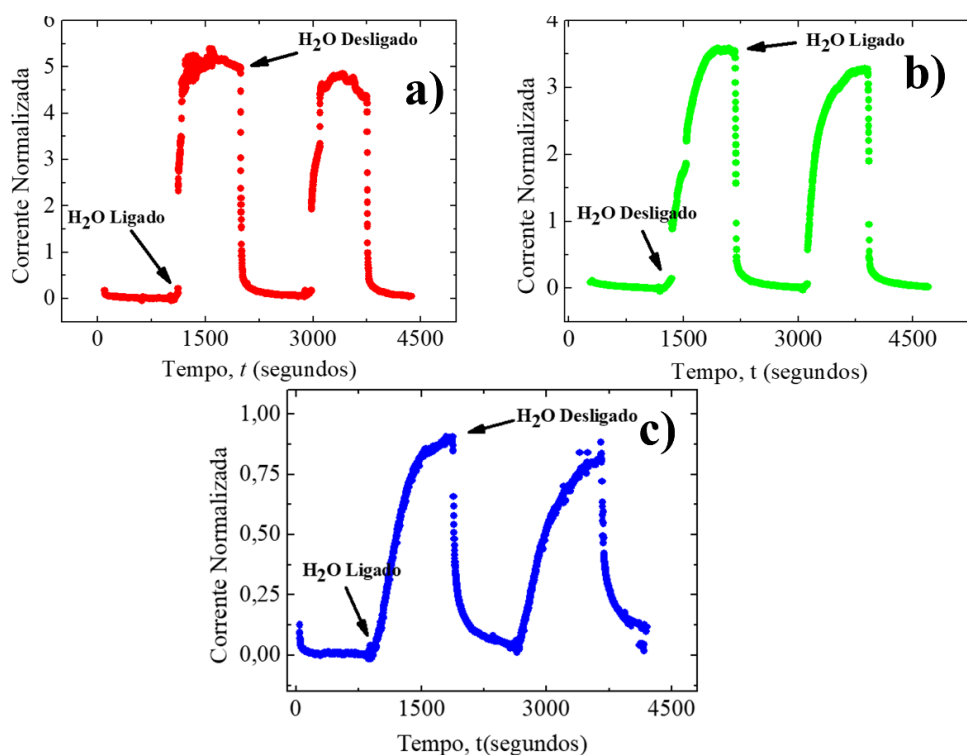 a)
H2O Desligado
H2O Ligado
Corrente Normalizada
6
5
4
3
2
1
0
0 1500 3000 4500
Tempo, t (segundos)
b)
H2O Ligado
H2O Desligado
Corrente Normalizada
4
3
2
1
0
0 1500 3000 4500
Tempo, t (segundos)
c)
H2O Desligado
H2O Ligado
Corrente Normalizada
1,00
0,75
0,50
0,25
0,00
0 1500 3000 4500
Tempo, t(segundos)